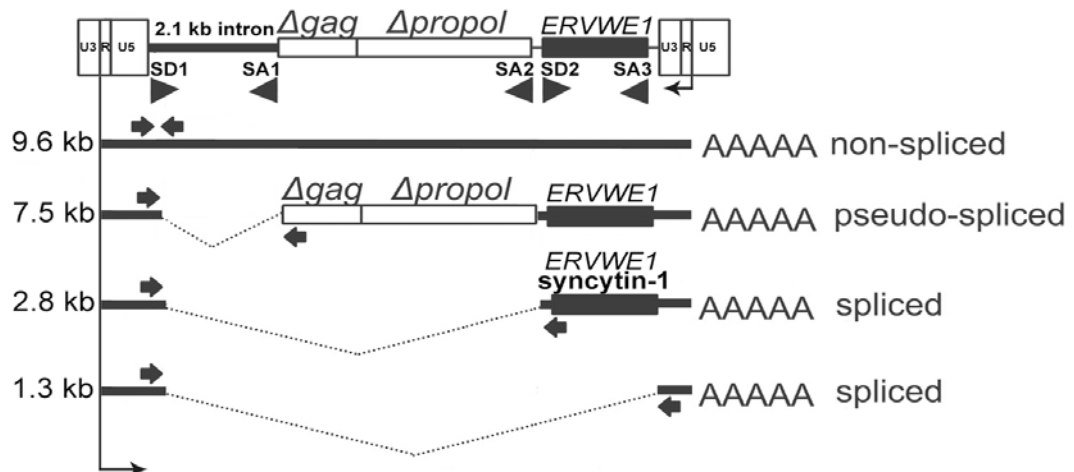 2.1 kb intron Δgag Δpropol ERVWE1
U3 R U5 U3 R U5
SD1 SA1 SA2 SD2 SA3
9.6 kb AAAAA non-spliced
Δgag Δpropol ERVWE1
7.5 kb AAAAA pseudo-spliced
ERVWE1
syncytin-1
2.8 kb AAAAA spliced
1.3 kb AAAAA spliced